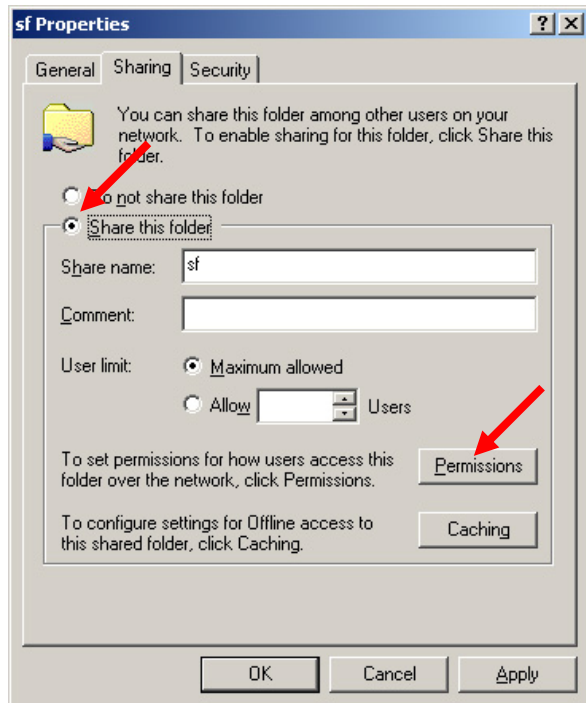 sf Properties
General Sharing Security
You can share this folder among other users on your
network. To enable sharing for this folder, click Share this
folder.
Do not share this folder
Share this folder
Share name: sf
Comment:
User limit: Maximum allowed
Allow Users
To set permissions for how users access this
folder over the network, click Permissions.
Permissions
To configure settings for Offline access to
this shared folder, click Caching.
Caching
OK Cancel Apply